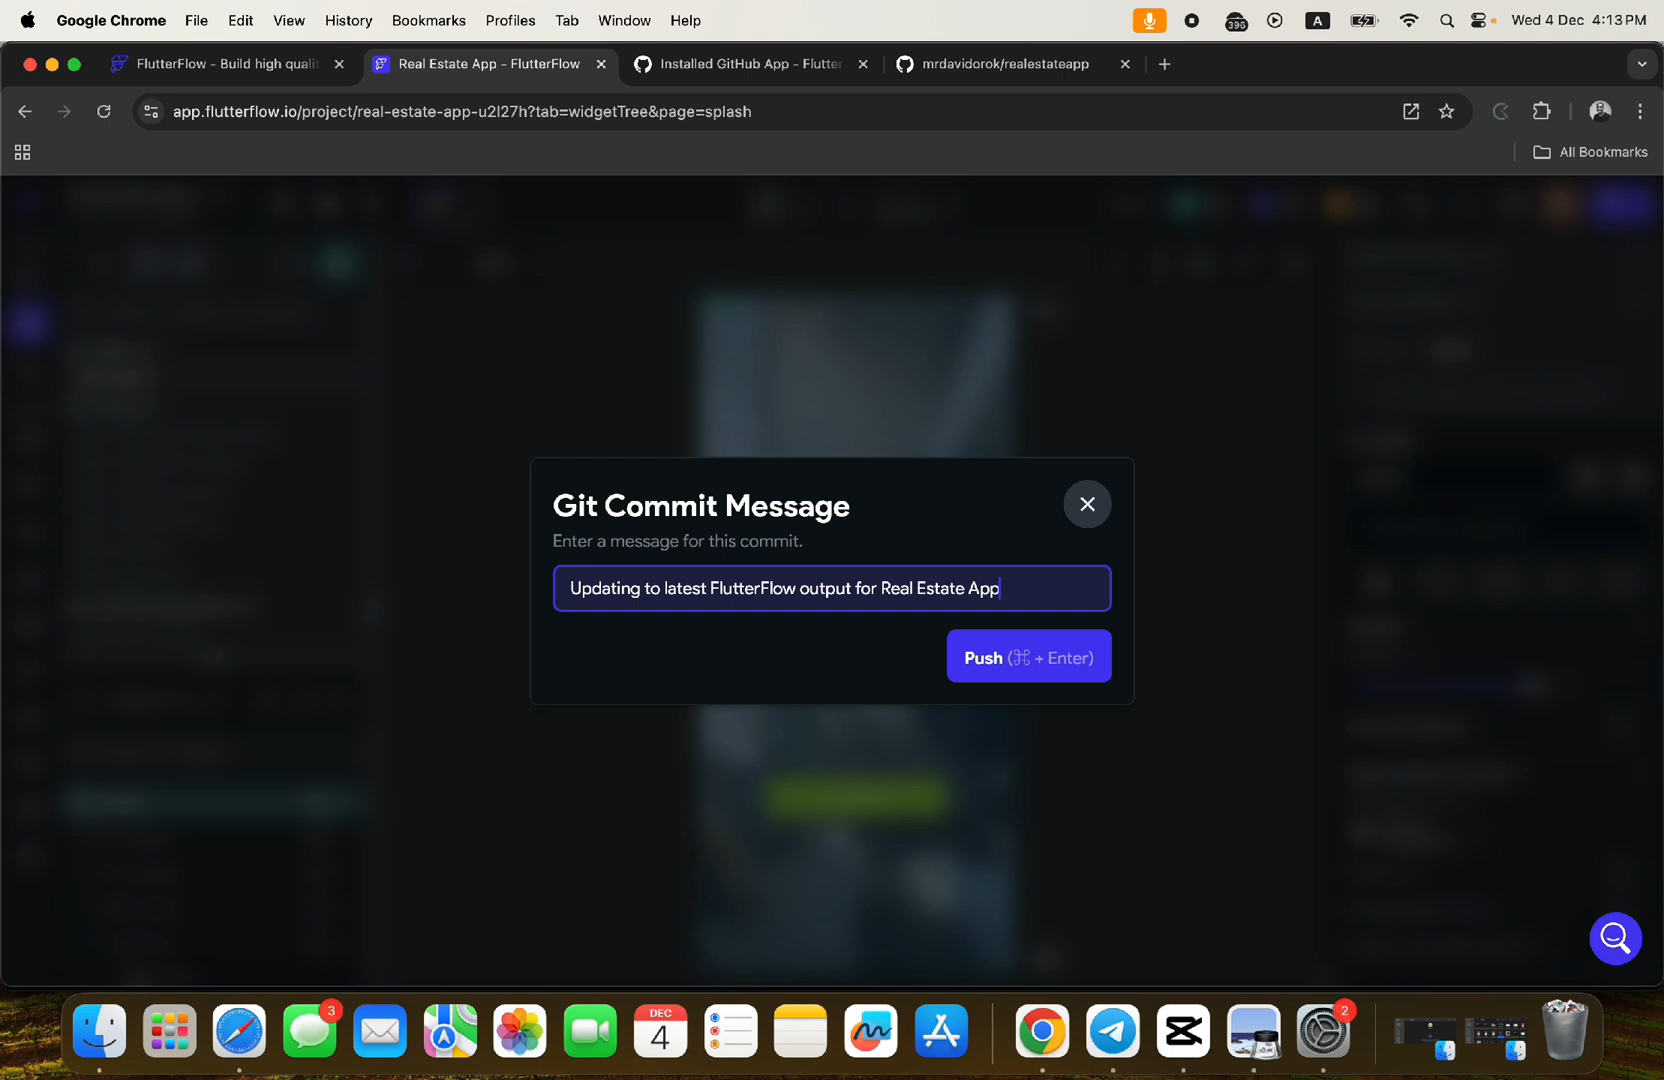 Google Chrome File Edit View History Bookmarks Profiles Tab Window Help 396 A Wed 4 Dec 4:13 PM
FlutterFlow - Build high quali Real Estate App - FlutterFlow Installed GitHub App - Flutter mrdavidorok/realestateapp
app.flutterflow.io/project/real-estate-app-u2l27h?tab=widgetTree&page=splash
All Bookmarks
Git Commit Message
Enter a message for this commit.
Updating to latest FlutterFlow output for Real Estate App
Push (⌘ + Enter)
3 DEC 2
4